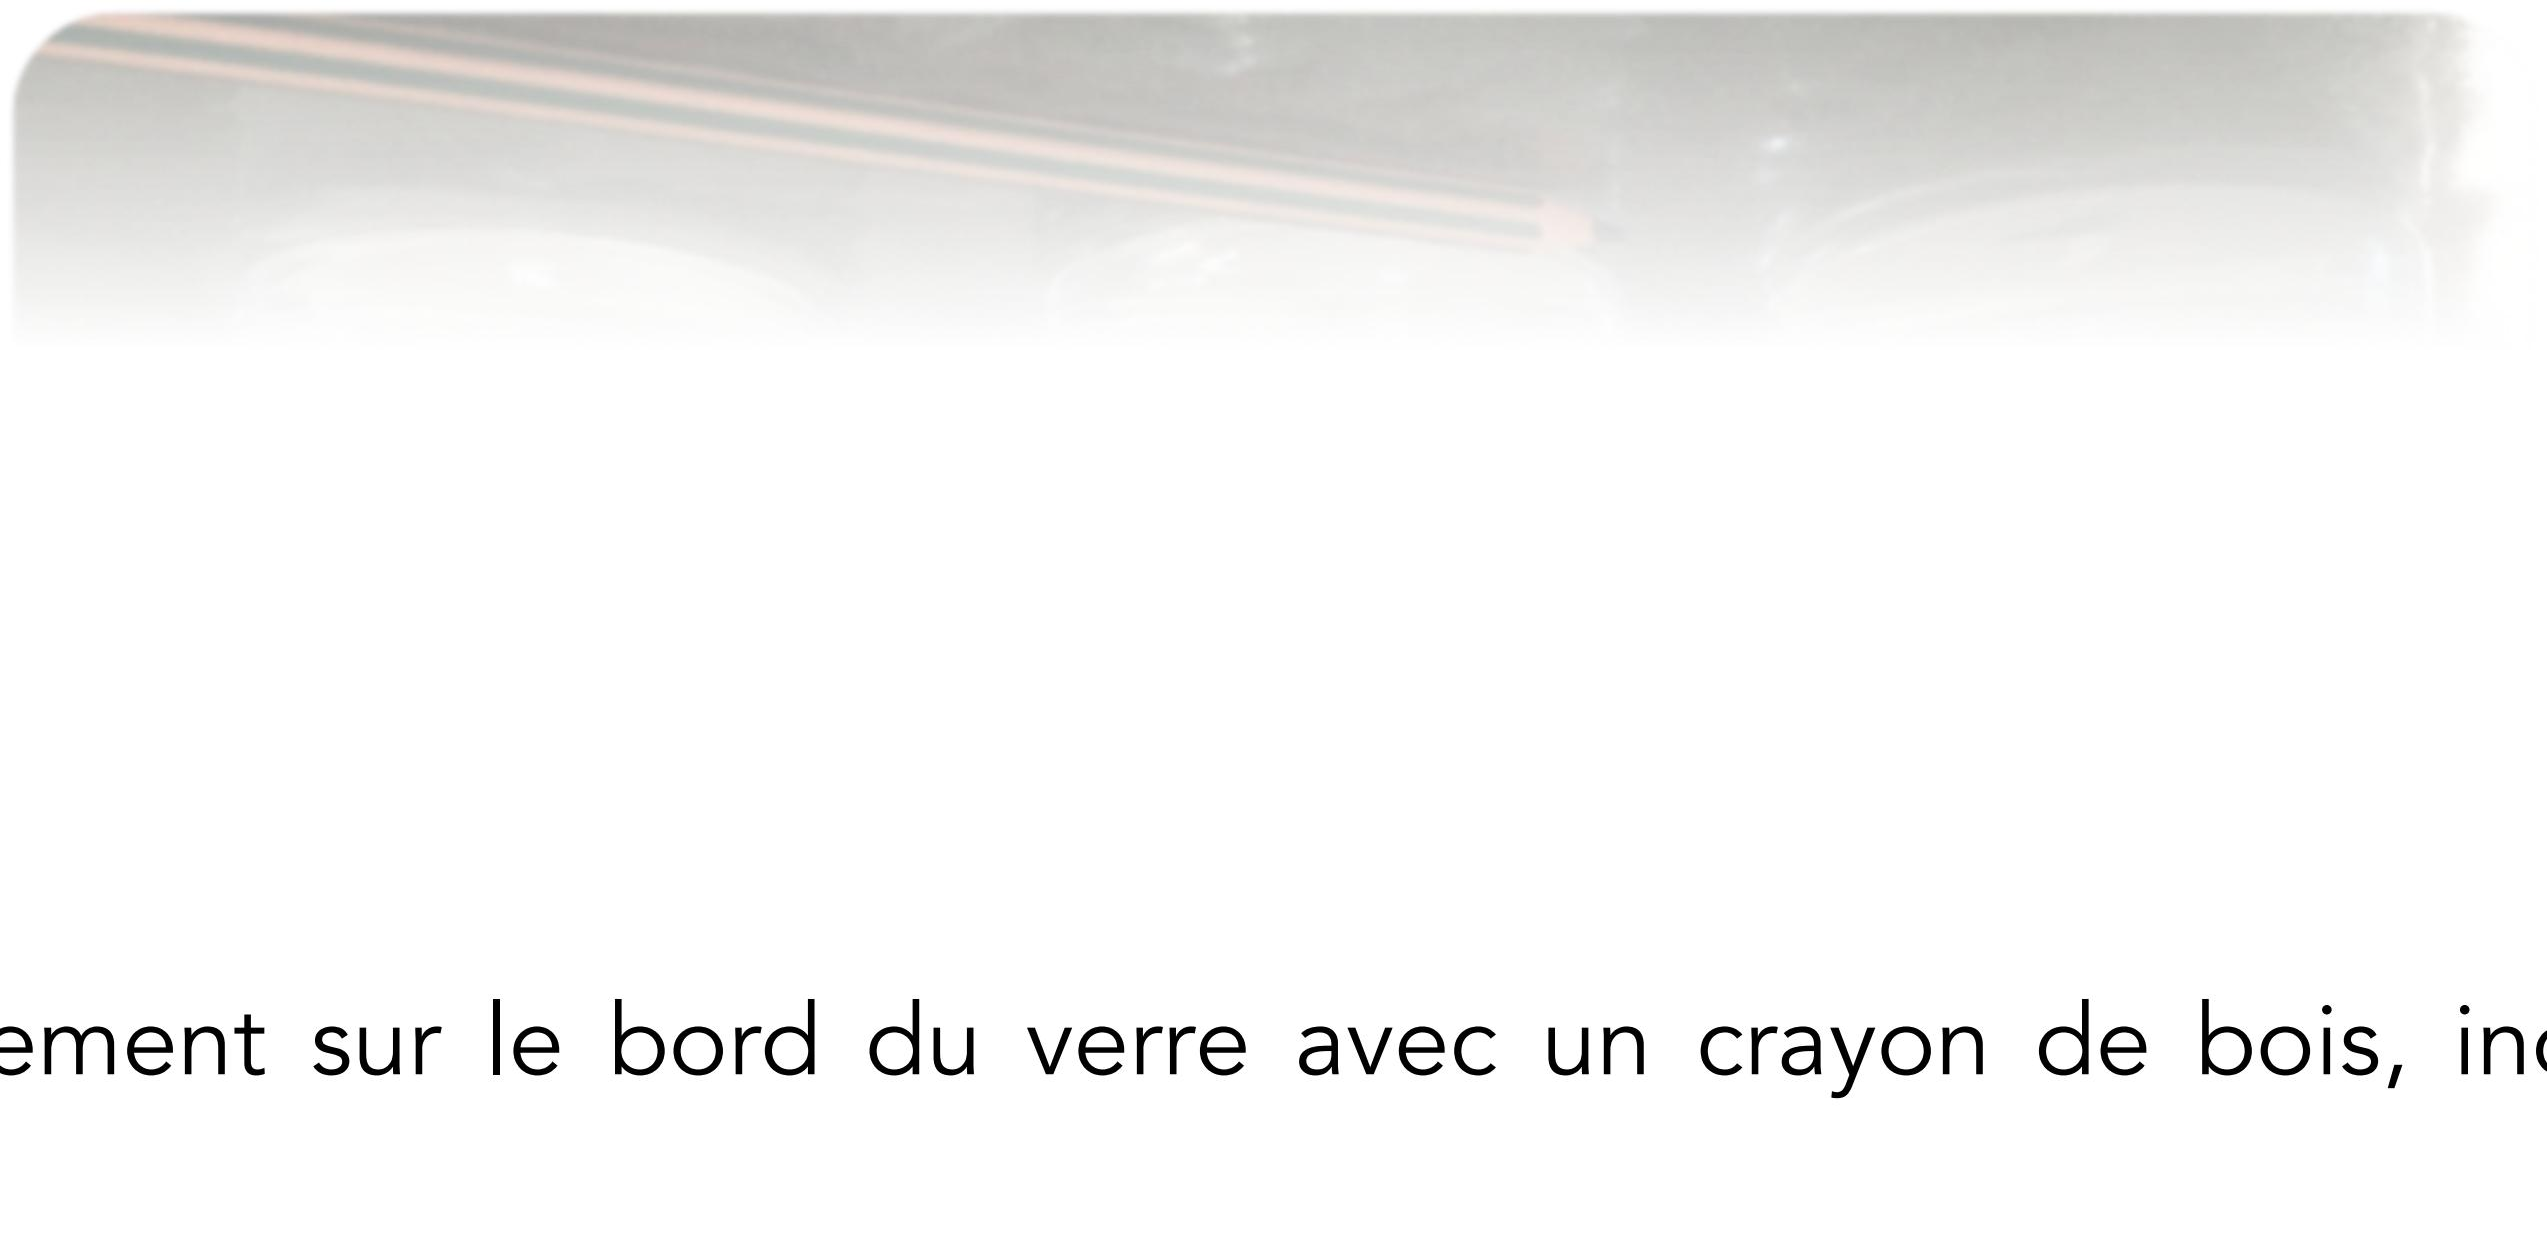 ement sur le bord du verre avec un crayon de bois, in